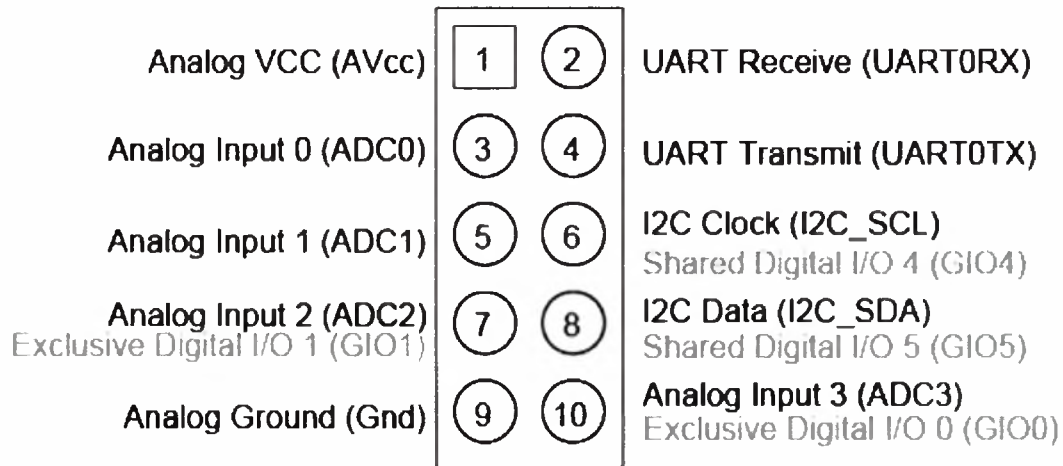 Analog VCC (AVcc) 1 2 UART Receive (UART0RX)
Analog Input 0 (ADC0) 3 4 UART Transmit (UART0TX)
Analog Input 1 (ADC1) 5 6 I2C Clock (I2C_SCL)
Shared Digital I/O 4 (GIO4)
Analog Input 2 (ADC2) 7 8 I2C Data (I2C_SDA)
Exclusive Digital I/O 1 (GIO1) Shared Digital I/O 5 (GIO5)
Analog Ground (Gnd) 9 10 Analog Input 3 (ADC3)
Exclusive Digital I/O 0 (GIO0)